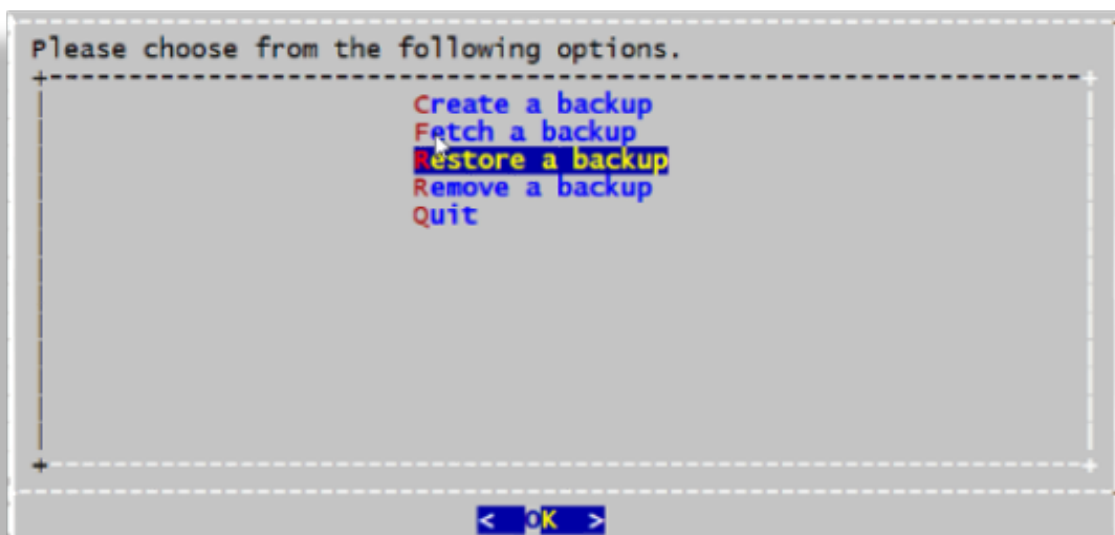 Please choose from the following options.
Create a backup
Fetch a backup
Restore a backup
Remove a backup
Quit
< OK >